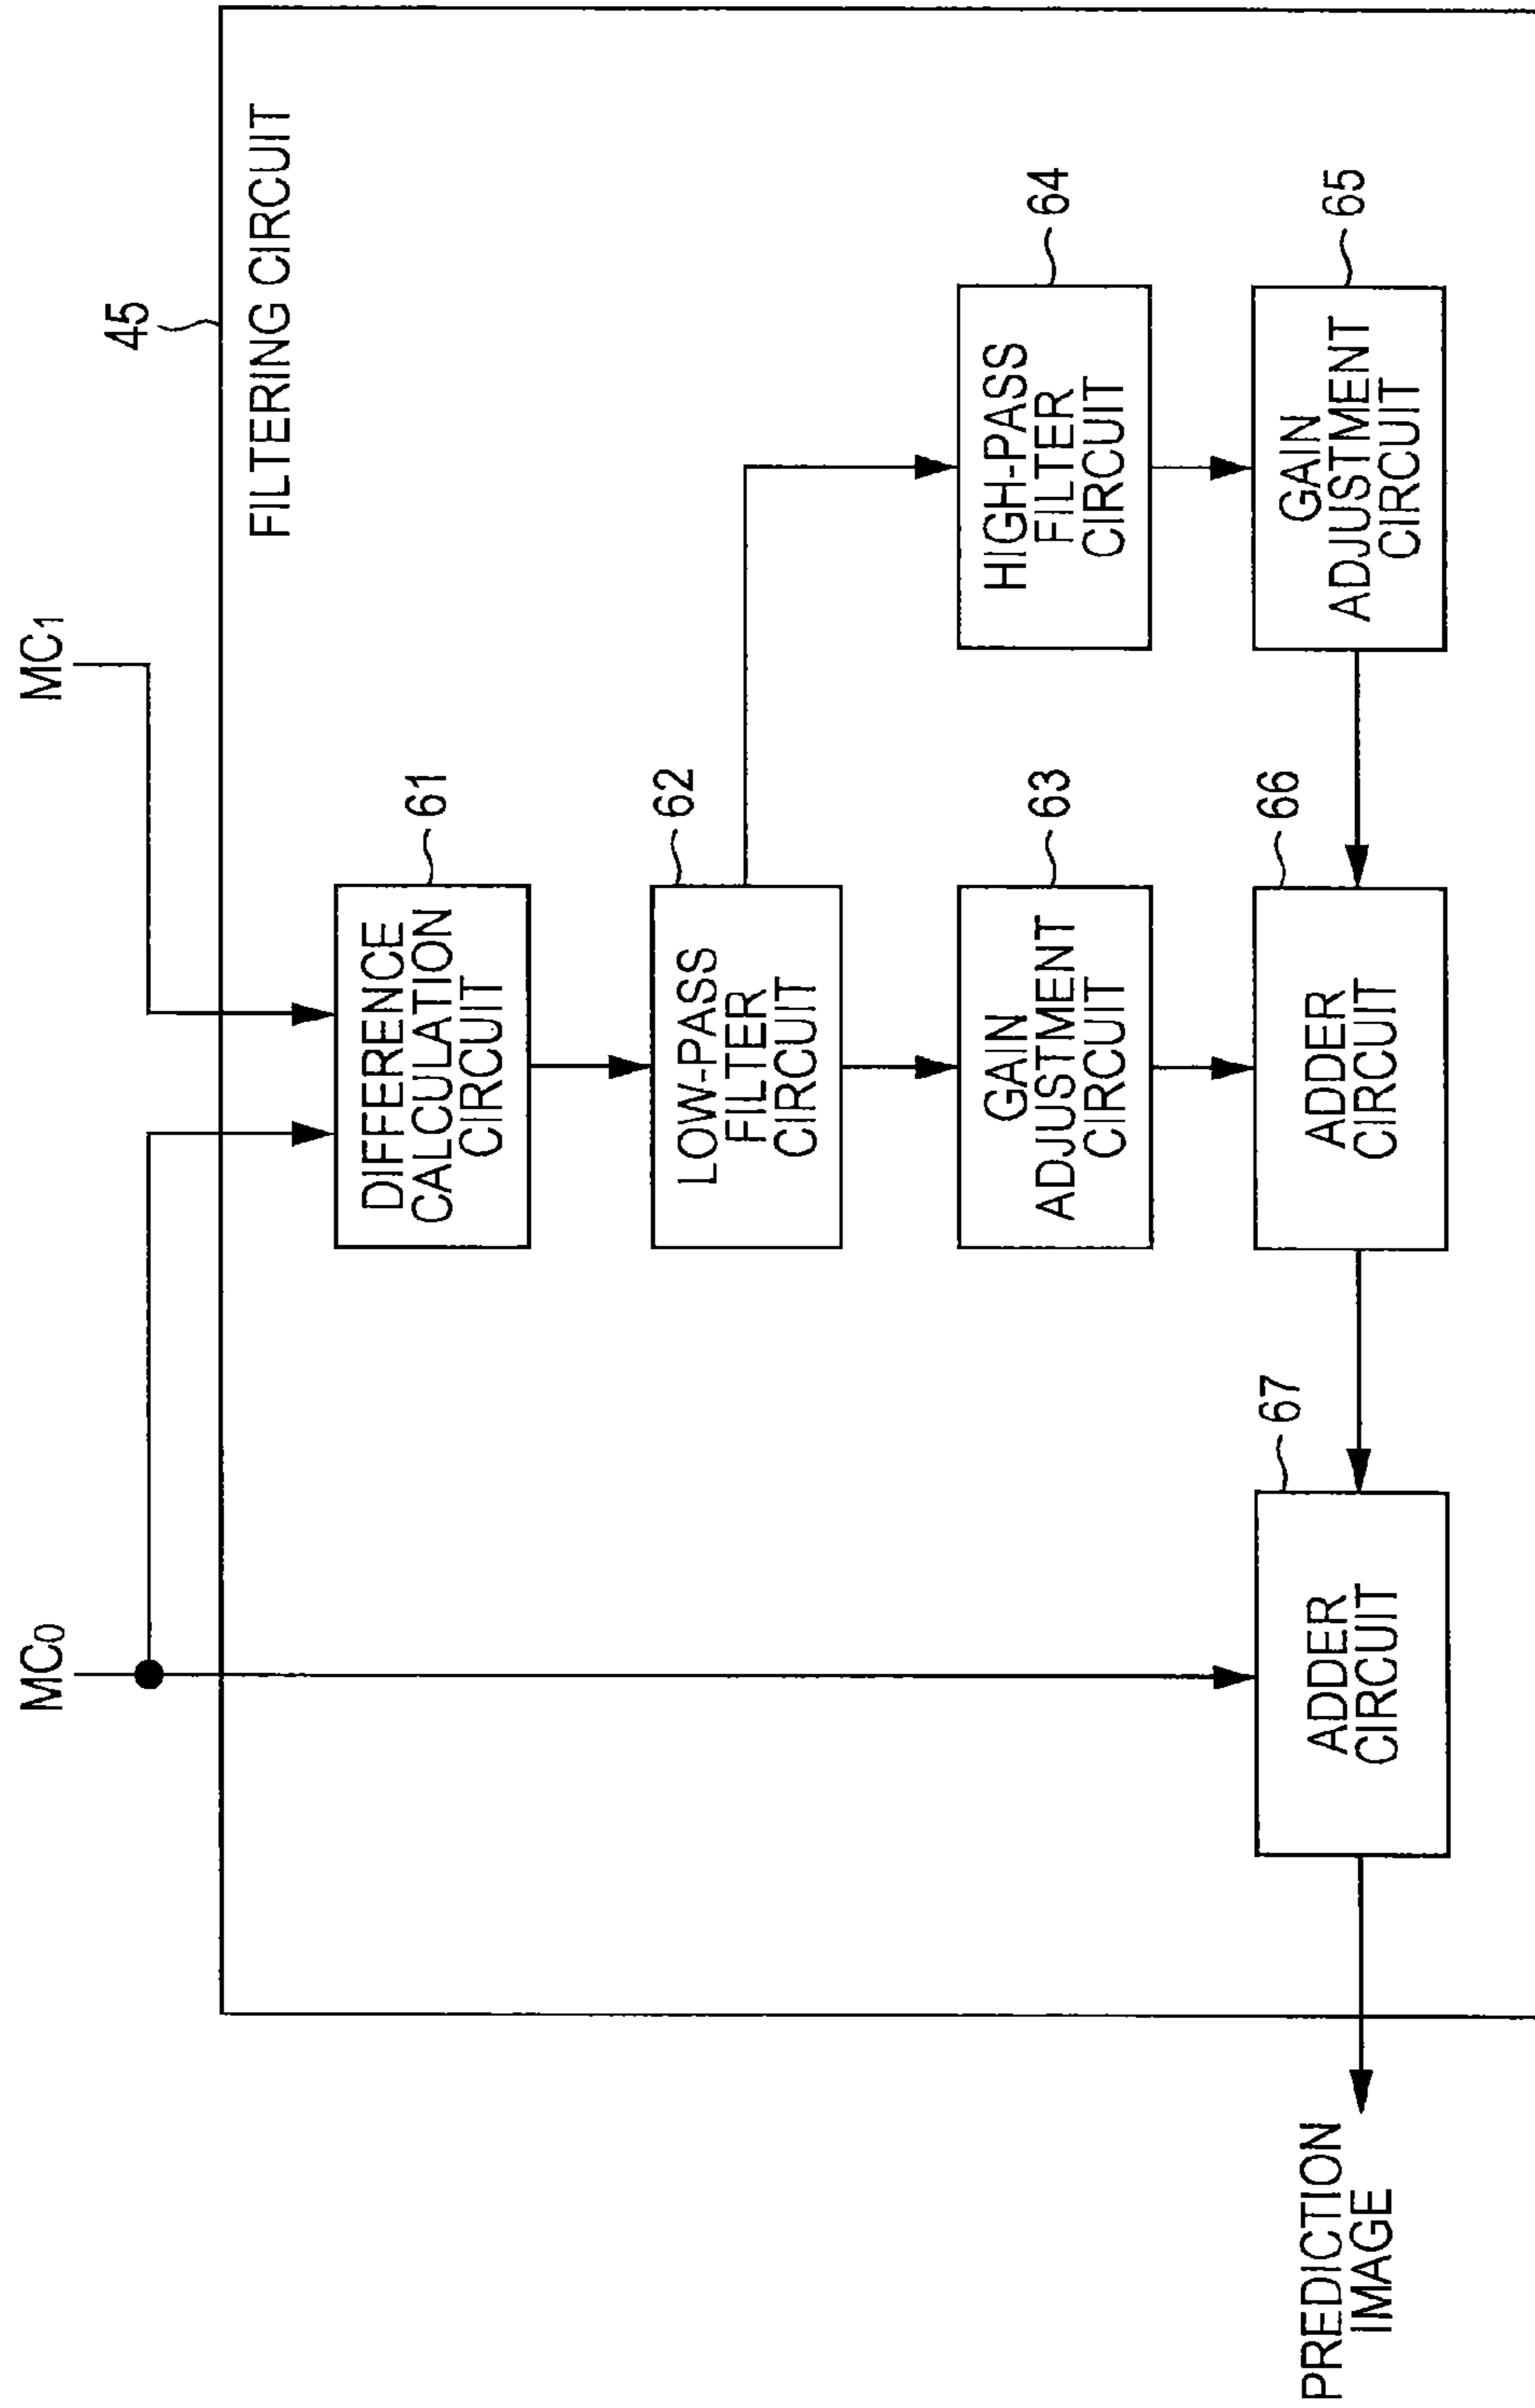 MC₀
MC₁
45
FILTERING CIRCUIT
61
DIFFERENCE
CALCULATION
CIRCUIT
62
LOW-PASS
FILTER
CIRCUIT
63
GAIN
ADJUSTMENT
CIRCUIT
64
HIGH-PASS
FILTER
CIRCUIT
67
ADDER
CIRCUIT
66
ADDER
CIRCUIT
65
GAIN
ADJUSTMENT
CIRCUIT
PREDICTION
IMAGE